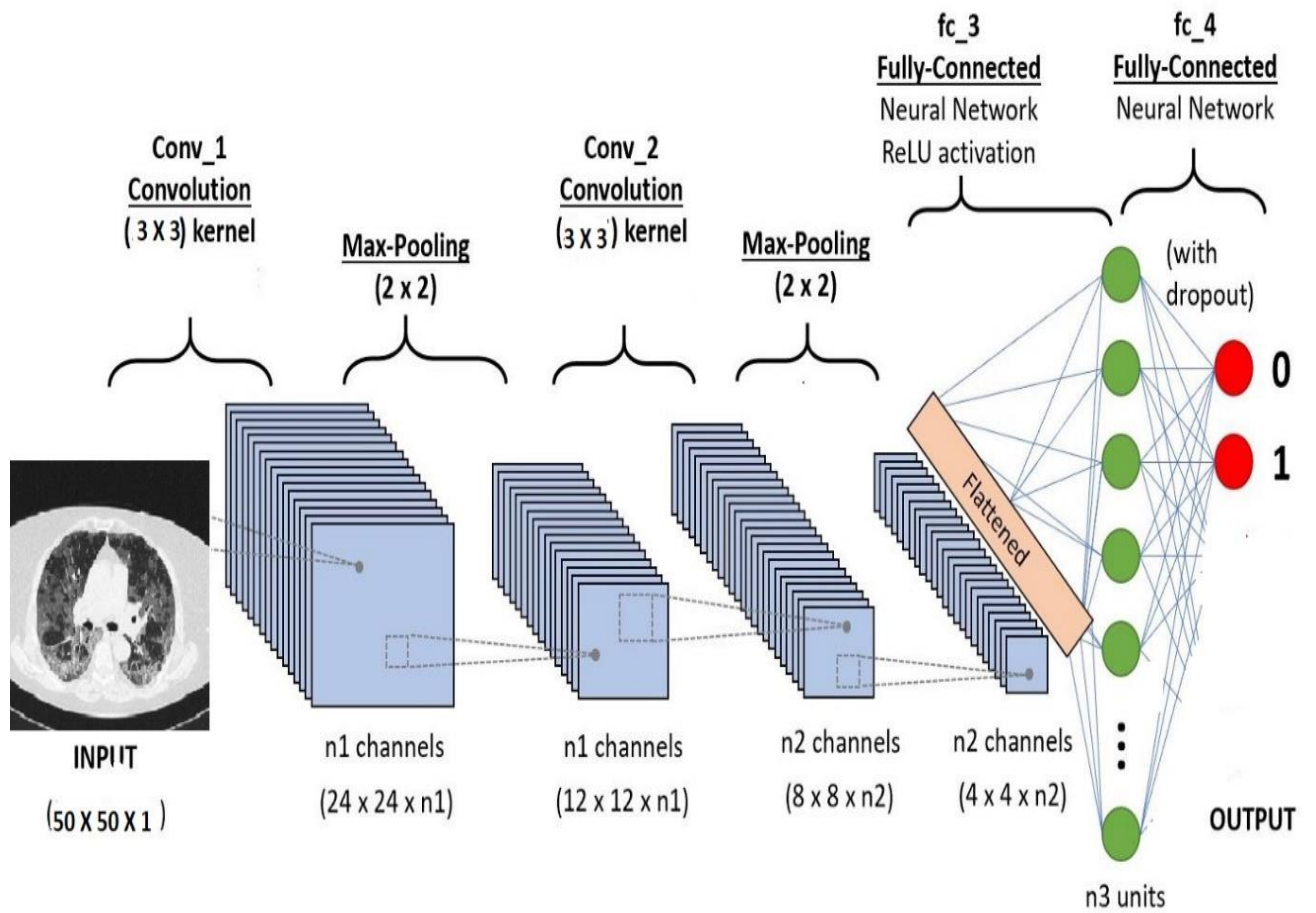 fc_3
Fully-Connected
Neural Network
ReLU activation
fc_4
Fully-Connected
Neural Network
Conv_1
Convolution
(3 X 3) kernel
Max-Pooling
(2 x 2)
Conv_2
Convolution
(3 X 3) kernel
Max-Pooling
(2 x 2)
(with
dropout)
0
1
Flattened
INPUT
(50 X 50 X 1 )
n1 channels
(24 x 24 x n1)
n1 channels
(12 x 12 x n1)
n2 channels
(8 x 8 x n2)
n2 channels
(4 x 4 x n2)
OUTPUT
n3 units